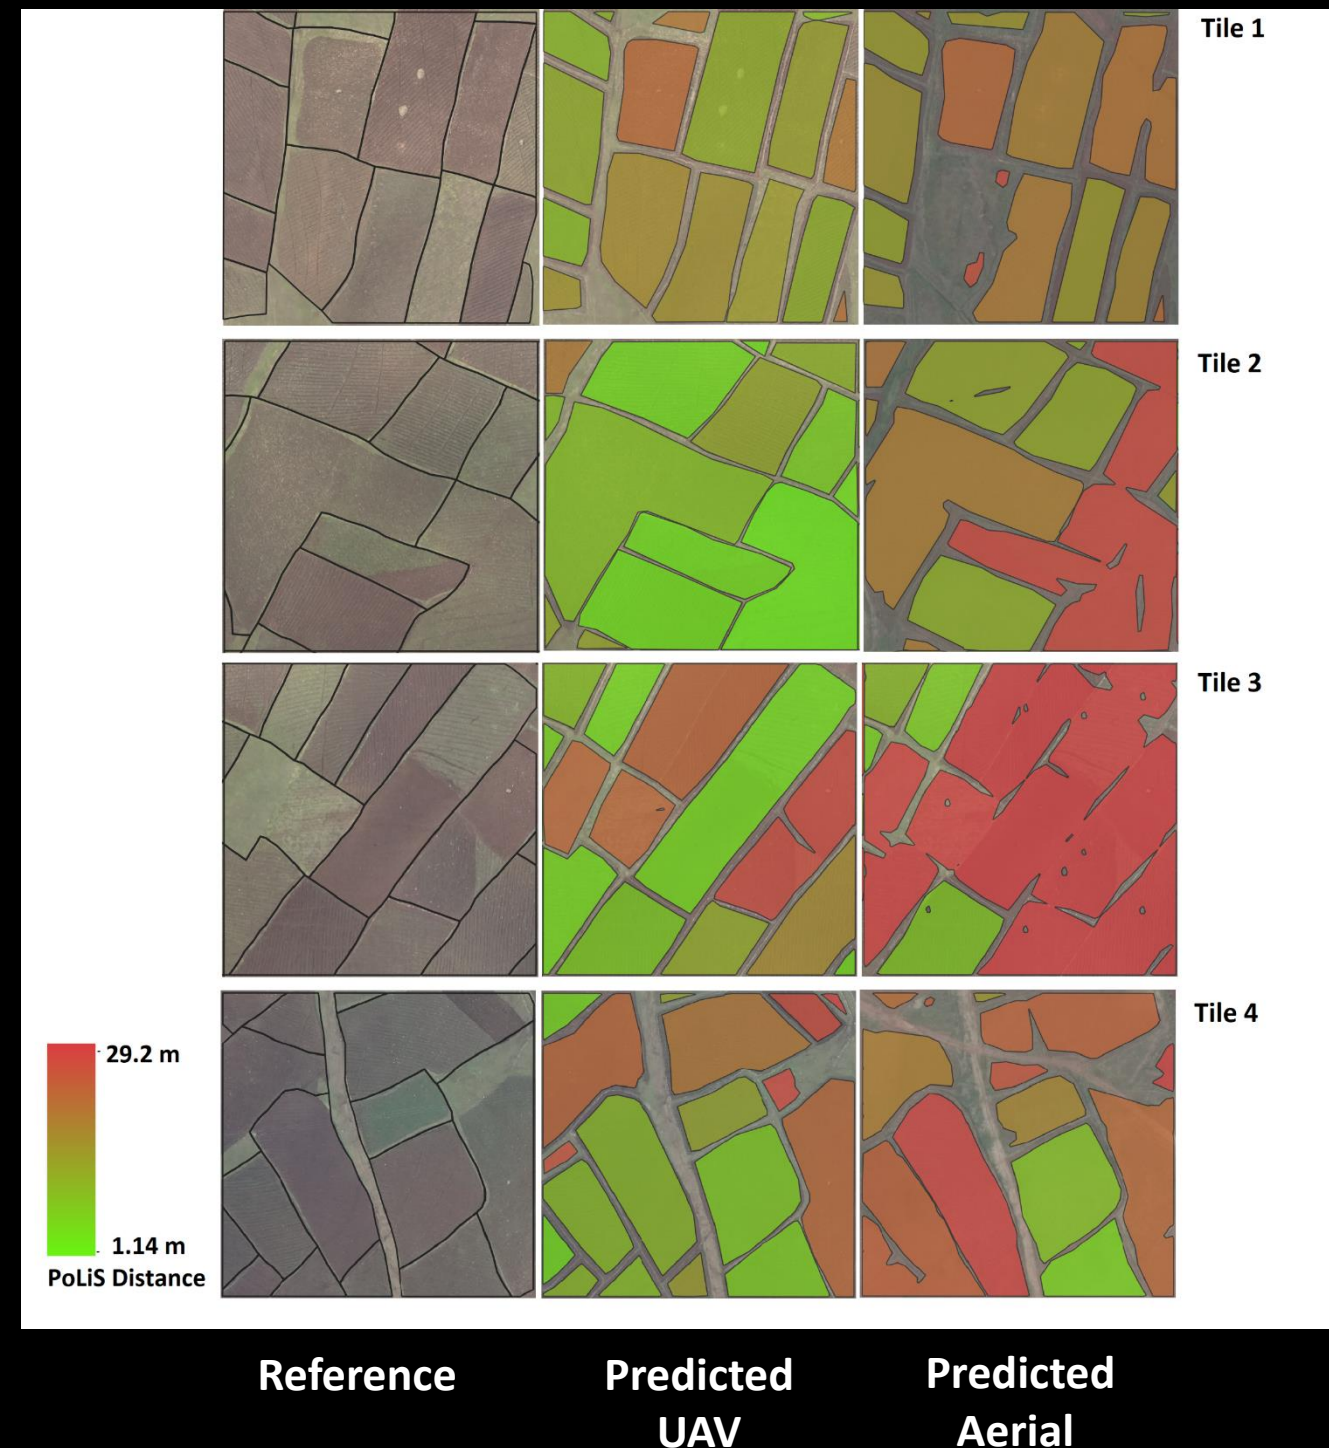 Tile 1
Tile 2
Tile 3
Tile 4
29.2 m
1.14 m
PoLiS Distance
Reference
Predicted
UAV
Predicted
Aerial